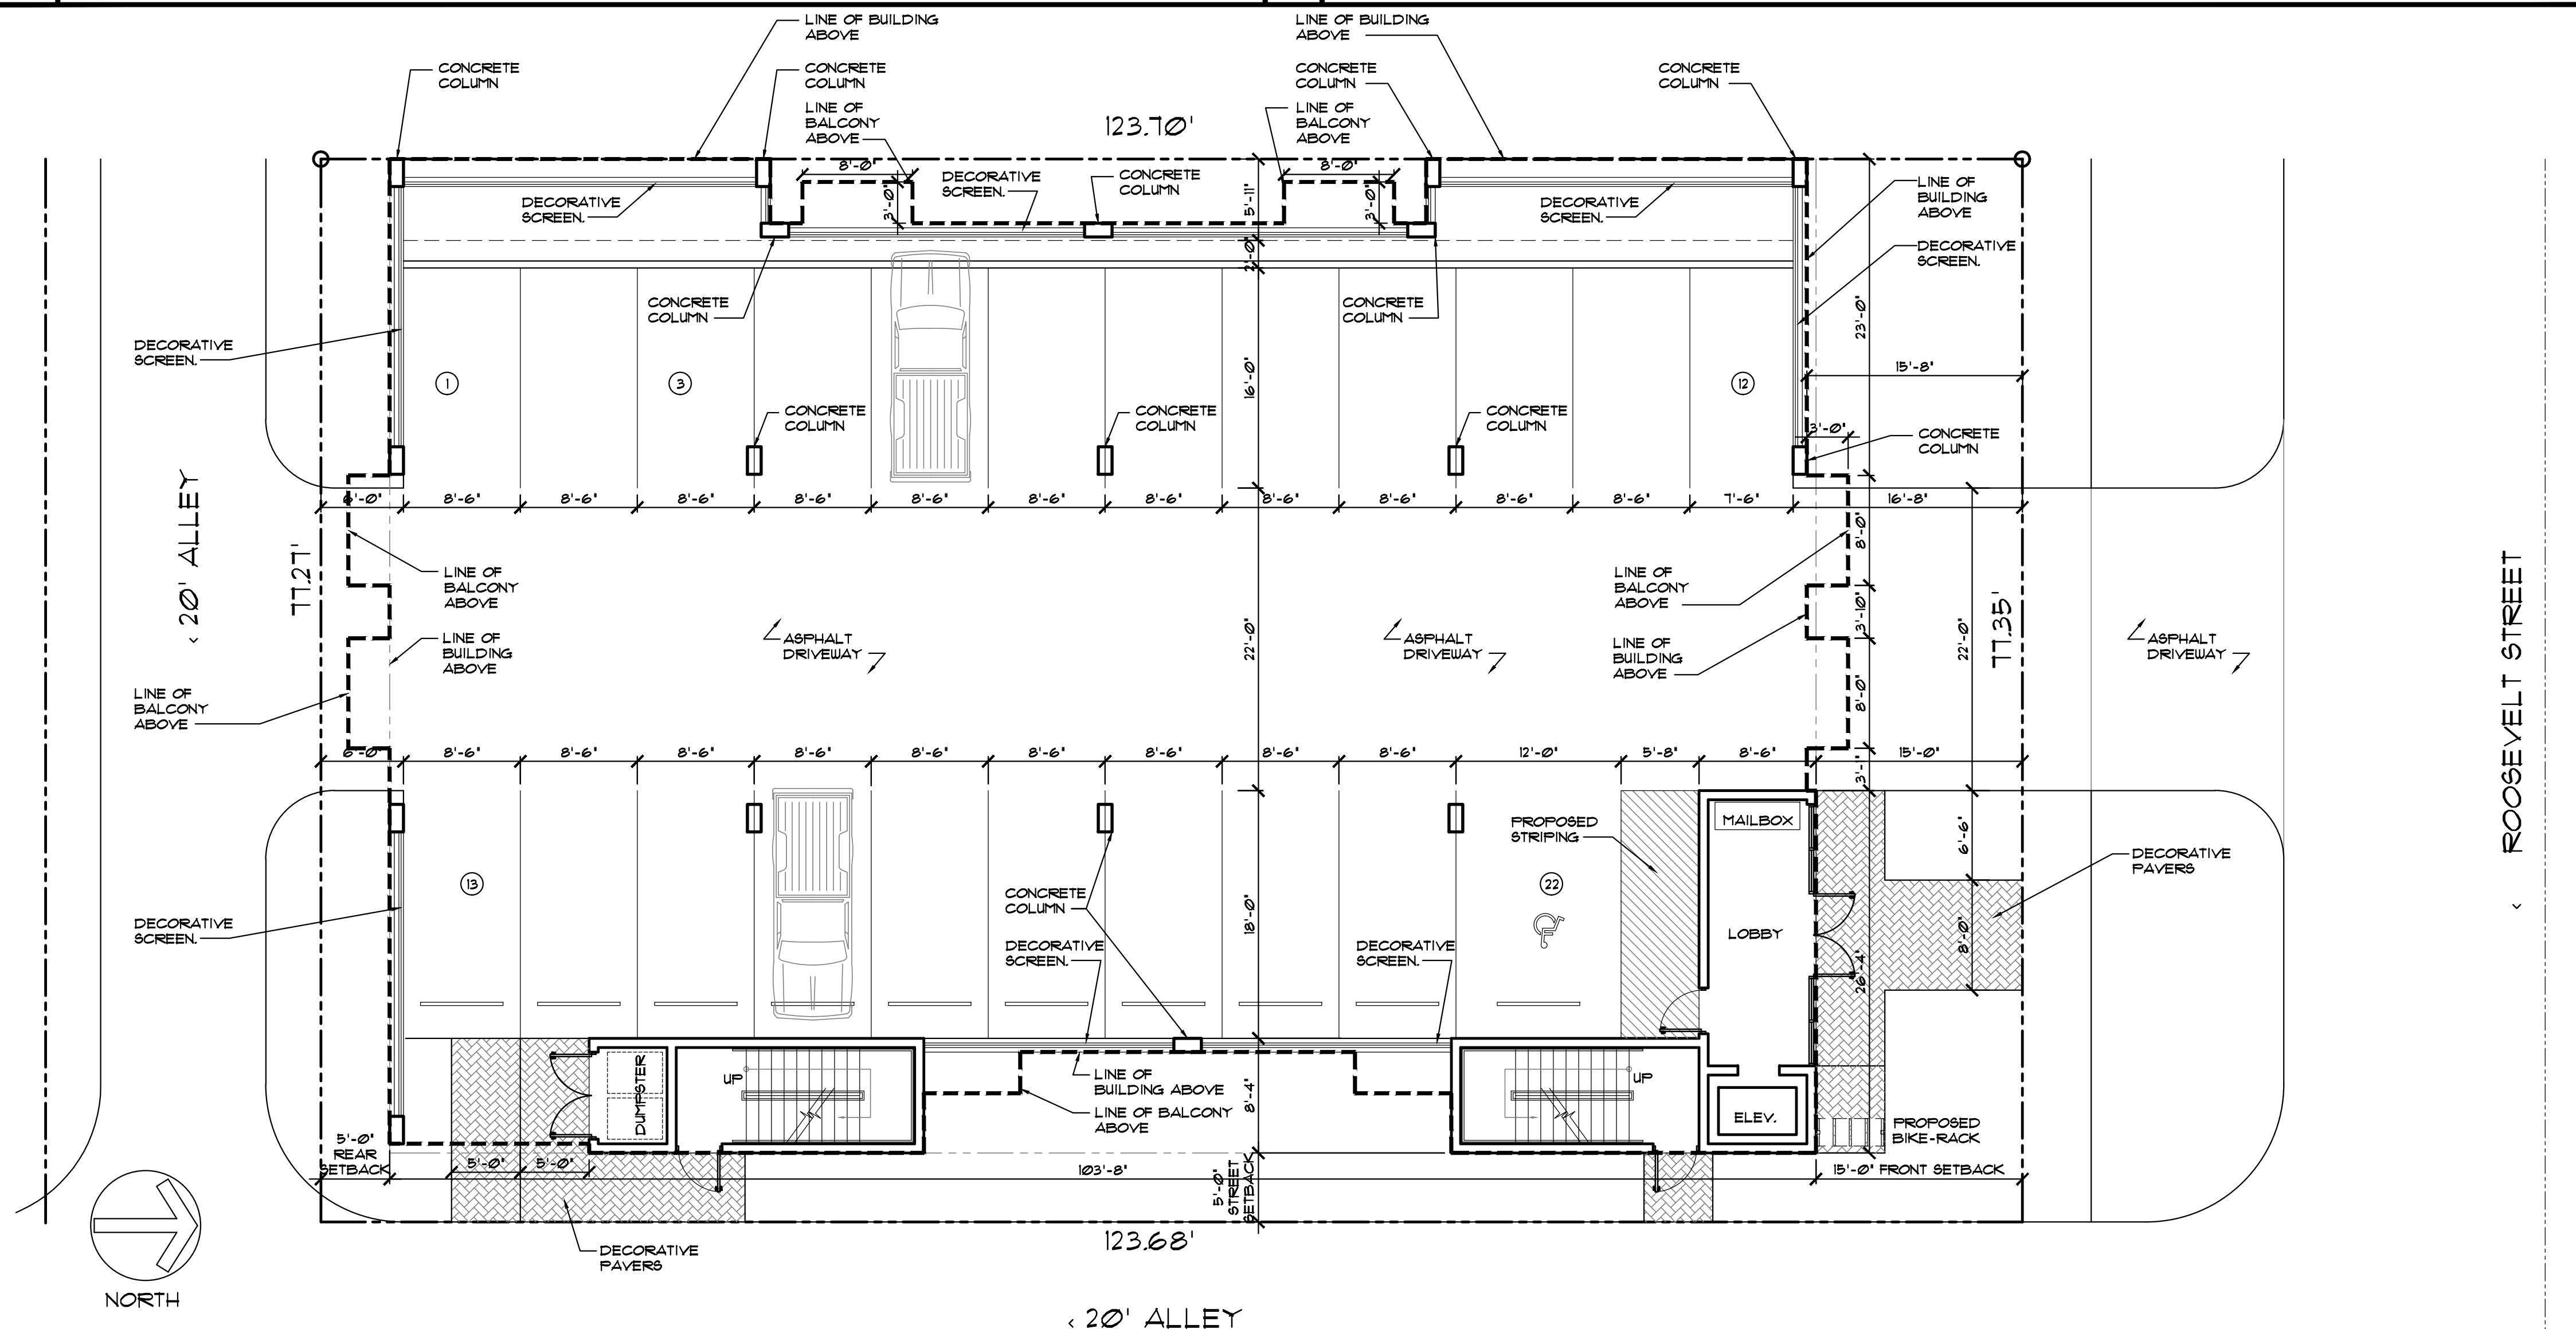 LINE OF BUILDING
ABOVE
LINE OF BUILDING
ABOVE
CONCRETE
COLUMN
CONCRETE
COLUMN
CONCRETE
COLUMN
CONCRETE
COLUMN
LINE OF
BALCONY
ABOVE
123.70'
LINE OF
BALCONY
ABOVE
8'-0"
8'-0"
DECORATIVE
SCREEN.
CONCRETE
COLUMN
DECORATIVE
SCREEN.
3'-0"
5'-11"
3'-0"
DECORATIVE
SCREEN.
LINE OF
BUILDING
ABOVE
DECORATIVE
SCREEN.
2'-0"
CONCRETE
COLUMN
CONCRETE
COLUMN
23'-0"
DECORATIVE
SCREEN.
15'-8"
1
3
16'-0"
12
CONCRETE
COLUMN
CONCRETE
COLUMN
CONCRETE
COLUMN
3'-0"
CONCRETE
COLUMN
6'-0"
8'-6"
8'-6"
8'-6"
8'-6"
8'-6"
8'-6"
8'-6"
8'-6"
8'-6"
8'-6"
8'-6"
7'-6"
16'-8"
< 20' ALLEY
77.27'
LINE OF
BALCONY
ABOVE
LINE OF
BUILDING
ABOVE
LINE OF
BALCONY
ABOVE
ASPHALT
DRIVEWAY
22'-0"
ASPHALT
DRIVEWAY
LINE OF
BALCONY
ABOVE
LINE OF
BUILDING
ABOVE
8'-0"
3'-10"
8'-0"
3'-1"
22'-0"
77.35'
ASPHALT
DRIVEWAY
< ROOSEVELT STREET
6'-0"
8'-6"
8'-6"
8'-6"
8'-6"
8'-6"
8'-6"
8'-6"
8'-6"
8'-6"
12'-0"
5'-8"
8'-6"
15'-0"
PROPOSED
STRIPING
MAILBOX
6'-6"
DECORATIVE
PAVERS
13
22
CONCRETE
COLUMN
18'-0"
DECORATIVE
SCREEN.
DECORATIVE
SCREEN.
DECORATIVE
SCREEN.
LOBBY
26'-4"
8'-0"
DUMPSTER
UP
LINE OF
BUILDING ABOVE
LINE OF BALCONY
ABOVE
8'-4"
UP
ELEV.
PROPOSED
BIKE-RACK
5'-0"
REAR
SETBACK
5'-0"
5'-0"
103'-8"
5'-0"
STREET
SETBACK
15'-0" FRONT SETBACK
DECORATIVE
PAVERS
123.68'
NORTH
< 20' ALLEY